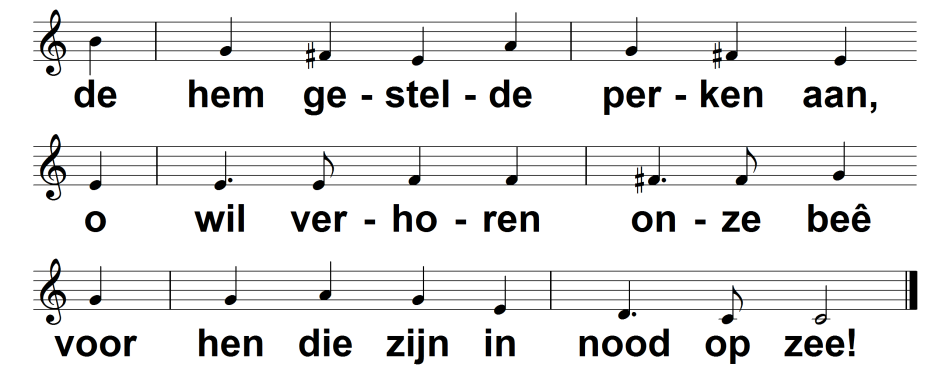 de hem ge - stel - de per - ken aan,
o wil ver - ho - ren on - ze beê
voor hen die zijn in nood op zee!